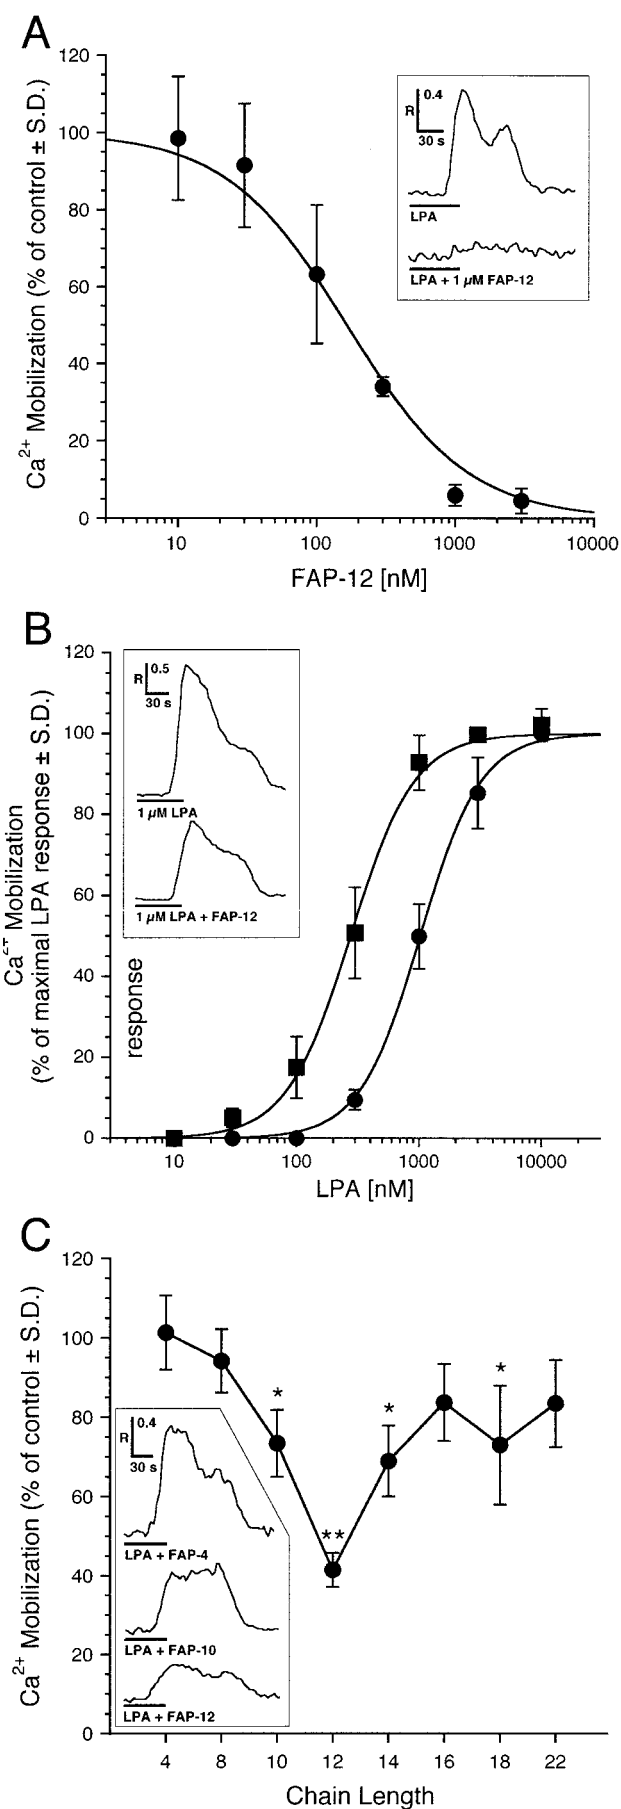 A
Ca2+ Mobilization (% of control ± S.D.)
120
100
80
60
40
20
0
R
0.4
30 s
LPA
LPA + 1 µM FAP-12
10
100
1000
10000
FAP-12 [nM]
B
Ca2+ Mobilization
(% of maximal LPA response ± S.D.)
120
100
80
60
40
20
0
R
0.5
30 s
1 µM LPA
1 µM LPA + FAP-12
response
10
100
1000
10000
LPA [nM]
C
Ca2+ Mobilization (% of control ± S.D.)
120
100
80
60
40
20
0
*
**
*
*
R
0.4
30 s
LPA + FAP-4
LPA + FAP-10
LPA + FAP-12
4
8
10
12
14
16
18
22
Chain Length